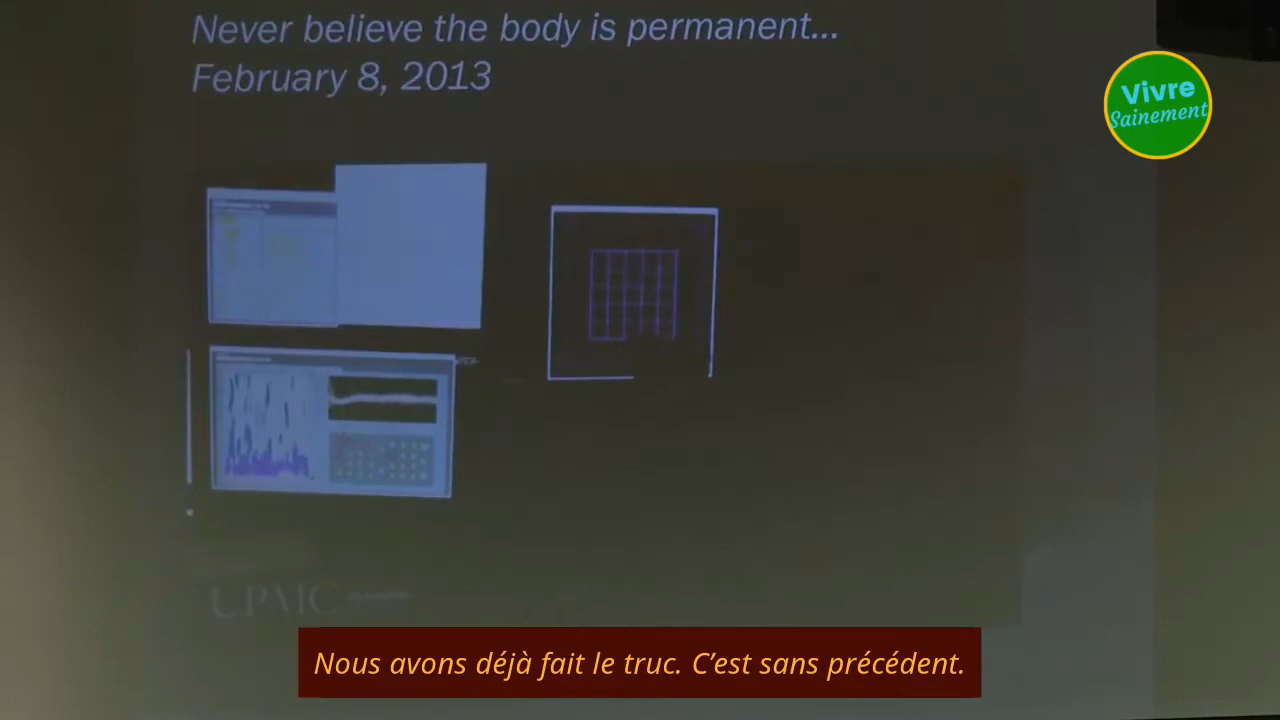 Never believe the body is permanent...
February 8, 2013
Vivre
Sainement
UPMC
Nous avons déjà fait le truc. C’est sans précédent.